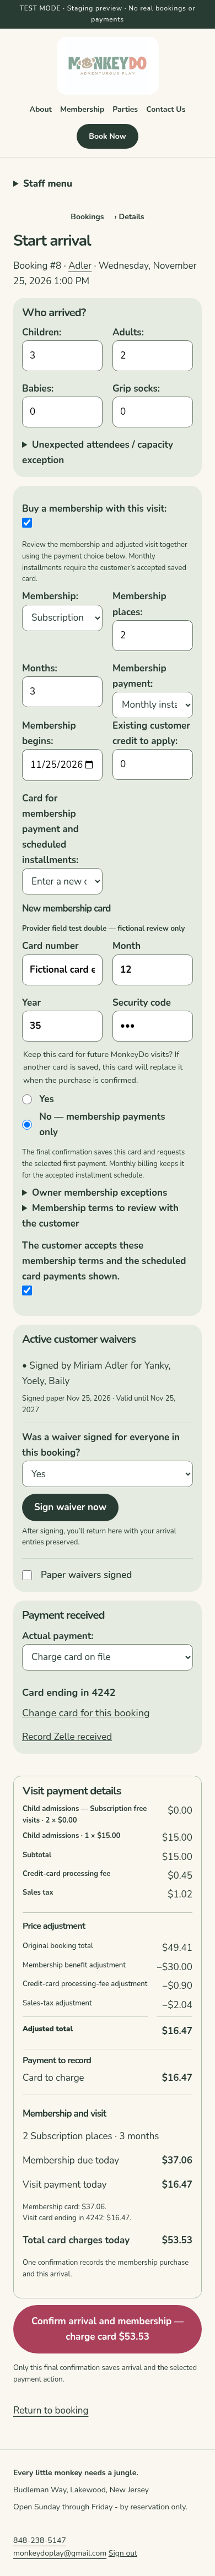 TEST MODE · Staging preview · No real bookings or
payments
MONKEYDO
ADVENTUROUS PLAY
About Membership Parties Contact Us
Book Now
▶ Staff menu
Bookings › Details
Start arrival
Booking #8 · Adler · Wednesday, November
25, 2026 1:00 PM
Who arrived?
Children: Adults:
3 2
Babies: Grip socks:
0 0
▶ Unexpected attendees / capacity
exception
Buy a membership with this visit:
Review the membership and adjusted visit together
using the payment choice below. Monthly
installments require the customer's accepted saved
card.
Membership: Membership
places:
Subscription
2
Months: Membership
payment:
3
Monthly insta
Membership
begins:
Existing customer
credit to apply:
11/25/2026 0
Card for
membership
payment and
scheduled
installments:
Enter a new c
New membership card
Provider field test double — fictional review only
Card number Month
Fictional card e 12
Year Security code
35 •••
Keep this card for future MonkeyDo visits? If
another card is saved, this card will replace it
when the purchase is confirmed.
Yes
No — membership payments
only
The final confirmation saves this card and requests
the selected first payment. Monthly billing keeps it
for the accepted installment schedule.
▶ Owner membership exceptions
▶ Membership terms to review with
the customer
The customer accepts these
membership terms and the scheduled
card payments shown.
Active customer waivers
• Signed by Miriam Adler for Yanky,
Yoely, Baily
Signed paper Nov 25, 2026 · Valid until Nov 25,
2027
Was a waiver signed for everyone in
this booking?
Yes
Sign waiver now
After signing, you'll return here with your arrival
entries preserved.
Paper waivers signed
Payment received
Actual payment:
Charge card on file
Card ending in 4242
Change card for this booking
Record Zelle received
Visit payment details
Child admissions — Subscription free
visits · 2 × $0.00 $0.00
Child admissions · 1 × $15.00 $15.00
Subtotal $15.00
Credit-card processing fee $0.45
Sales tax $1.02
Price adjustment
Original booking total $49.41
Membership benefit adjustment −$30.00
Credit-card processing-fee adjustment −$0.90
Sales-tax adjustment −$2.04
Adjusted total $16.47
Payment to record
Card to charge $16.47
Membership and visit
2 Subscription places · 3 months
Membership due today $37.06
Visit payment today $16.47
Membership card: $37.06.
Visit card ending in 4242: $16.47.
Total card charges today $53.53
One confirmation records the membership purchase
and this arrival.
Confirm arrival and membership —
charge card $53.53
Only this final confirmation saves arrival and the selected
payment action.
Return to booking
Every little monkey needs a jungle.
Budleman Way, Lakewood, New Jersey
Open Sunday through Friday - by reservation only.
848-238-5147
monkeydoplay@gmail.com Sign out